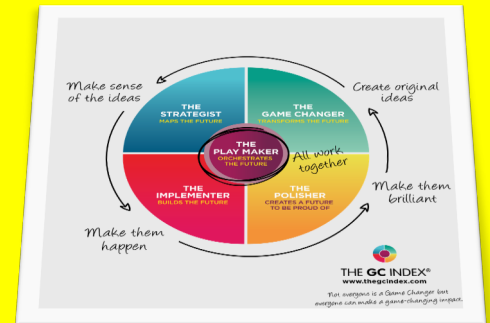 Make sense
of the ideas
Create original
ideas
THE
STRATEGIST
MAPS THE FUTURE
THE
GAME CHANGER
TRANSFORMS THE FUTURE
THE
PLAY MAKER
ORCHESTRATES
THE FUTURE
All work
together
THE
IMPLEMENTER
BUILDS THE FUTURE
THE
POLISHER
CREATES A FUTURE
TO BE PROUD OF
Make them
brilliant
Make them
happen
THE GC INDEX®
www.thegcindex.com
Not everyone is a Game Changer but
everyone can make a game-changing impact.